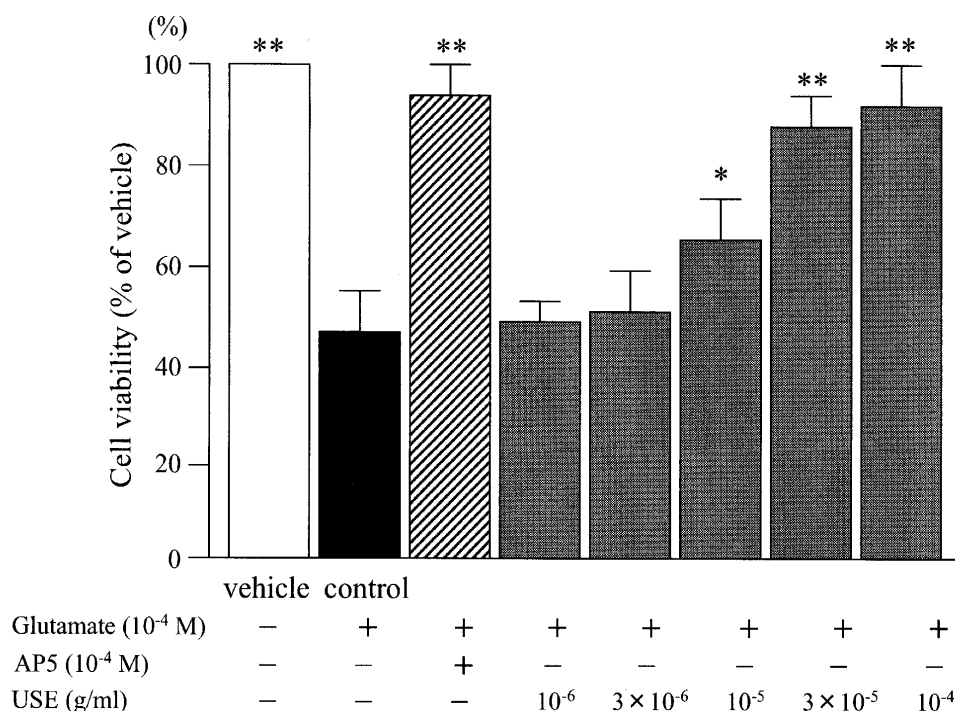 (%)
** ** * ** **
100
80
60
40
20
0
Cell viability (% of vehicle)
vehicle control
Glutamate (10⁻⁴ M) − + + + + + + +
AP5 (10⁻⁴ M) − − + − − − − −
USE (g/ml) − − − 10⁻⁶ 3 × 10⁻⁶ 10⁻⁵ 3 × 10⁻⁵ 10⁻⁴